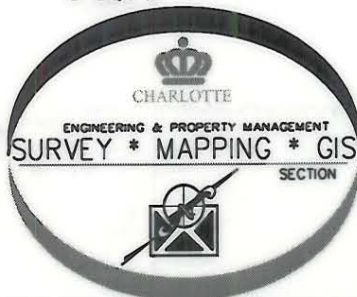 CHARLOTTE
ENGINEERING & PROPERTY MANAGEMENT
SURVEY * MAPPING * GIS
SECTION